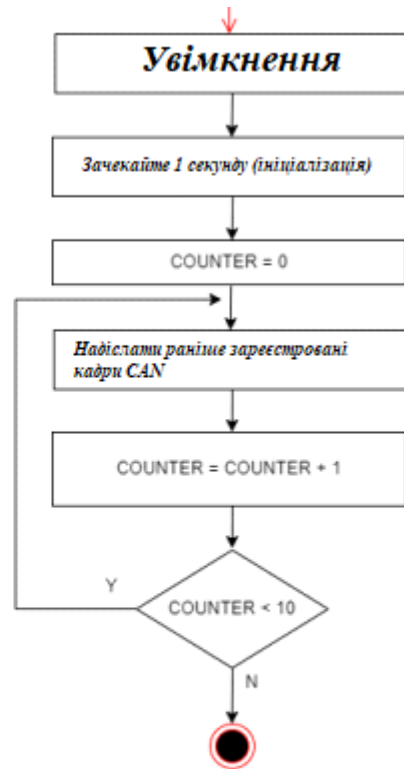 Увімкнення
Зачекайте 1 секунду (ініціалізація)
COUNTER = 0
Надіслати раніше зареєстровані
кадри CAN
COUNTER = COUNTER + 1
Y
COUNTER < 10
N